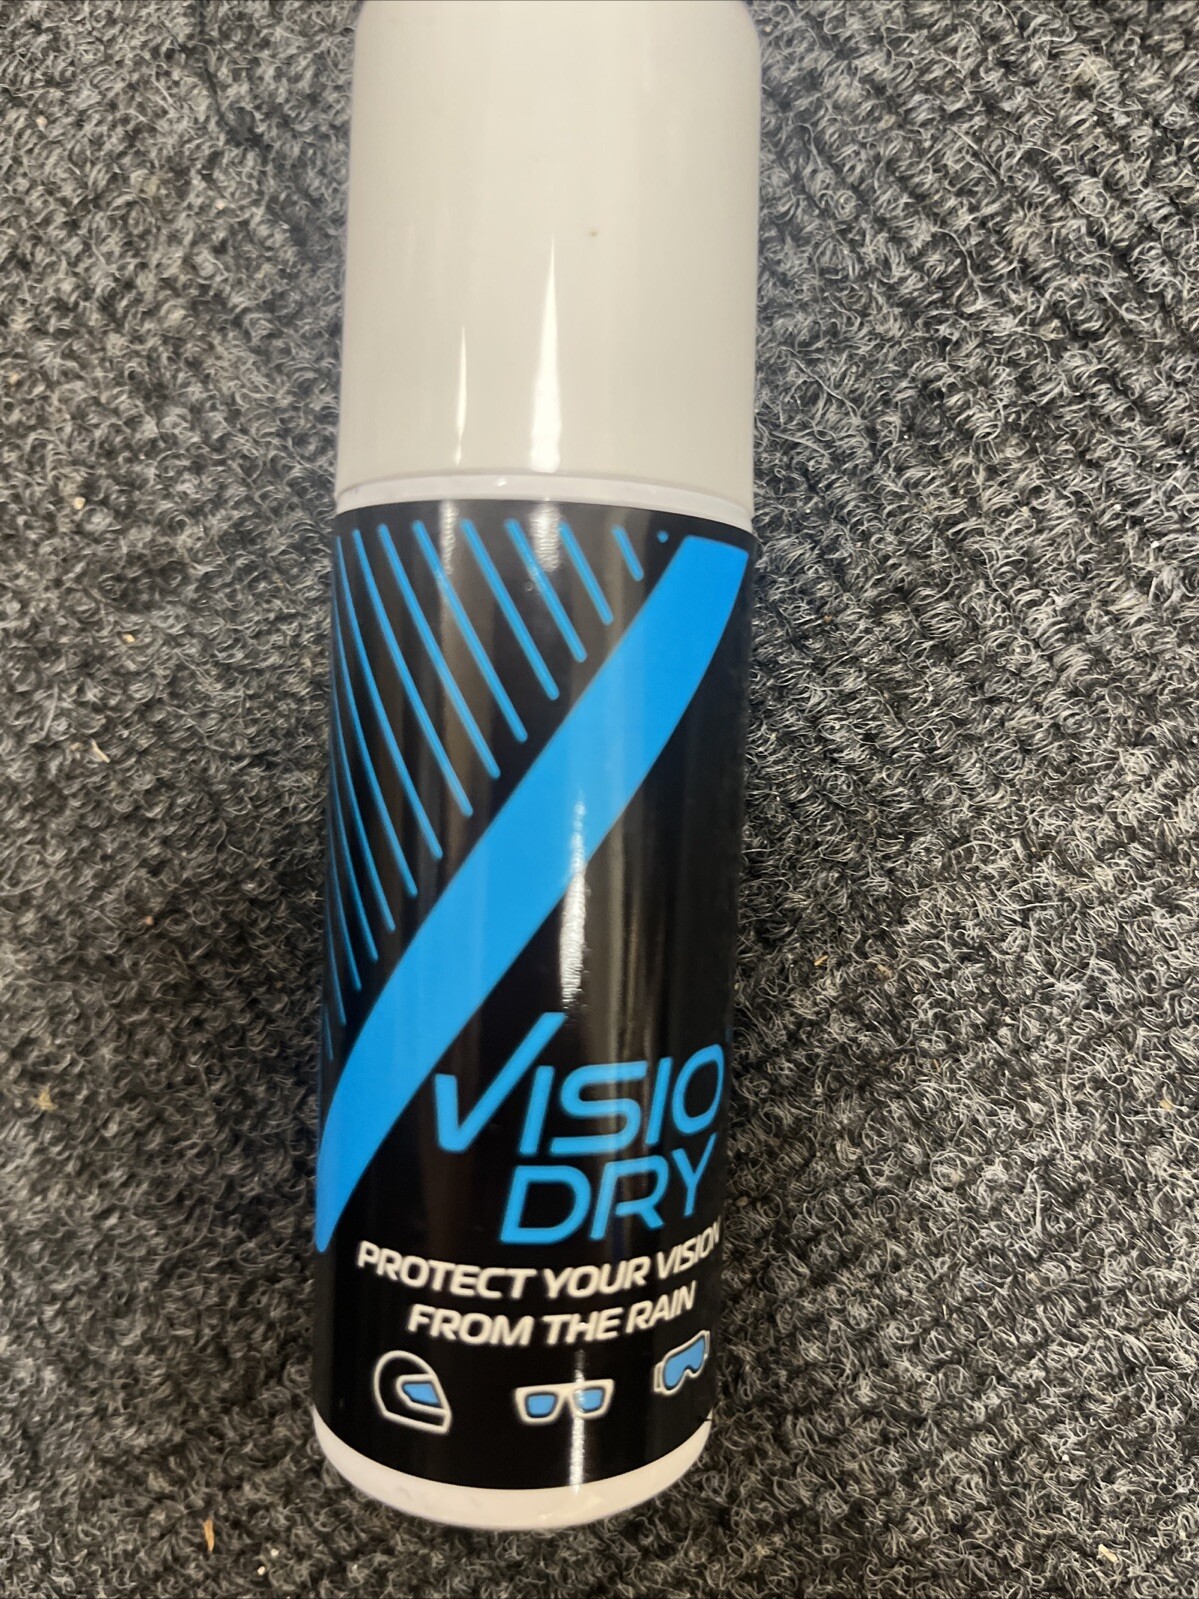 VISIO
DRY
PROTECT YOUR VISION
FROM THE RAIN